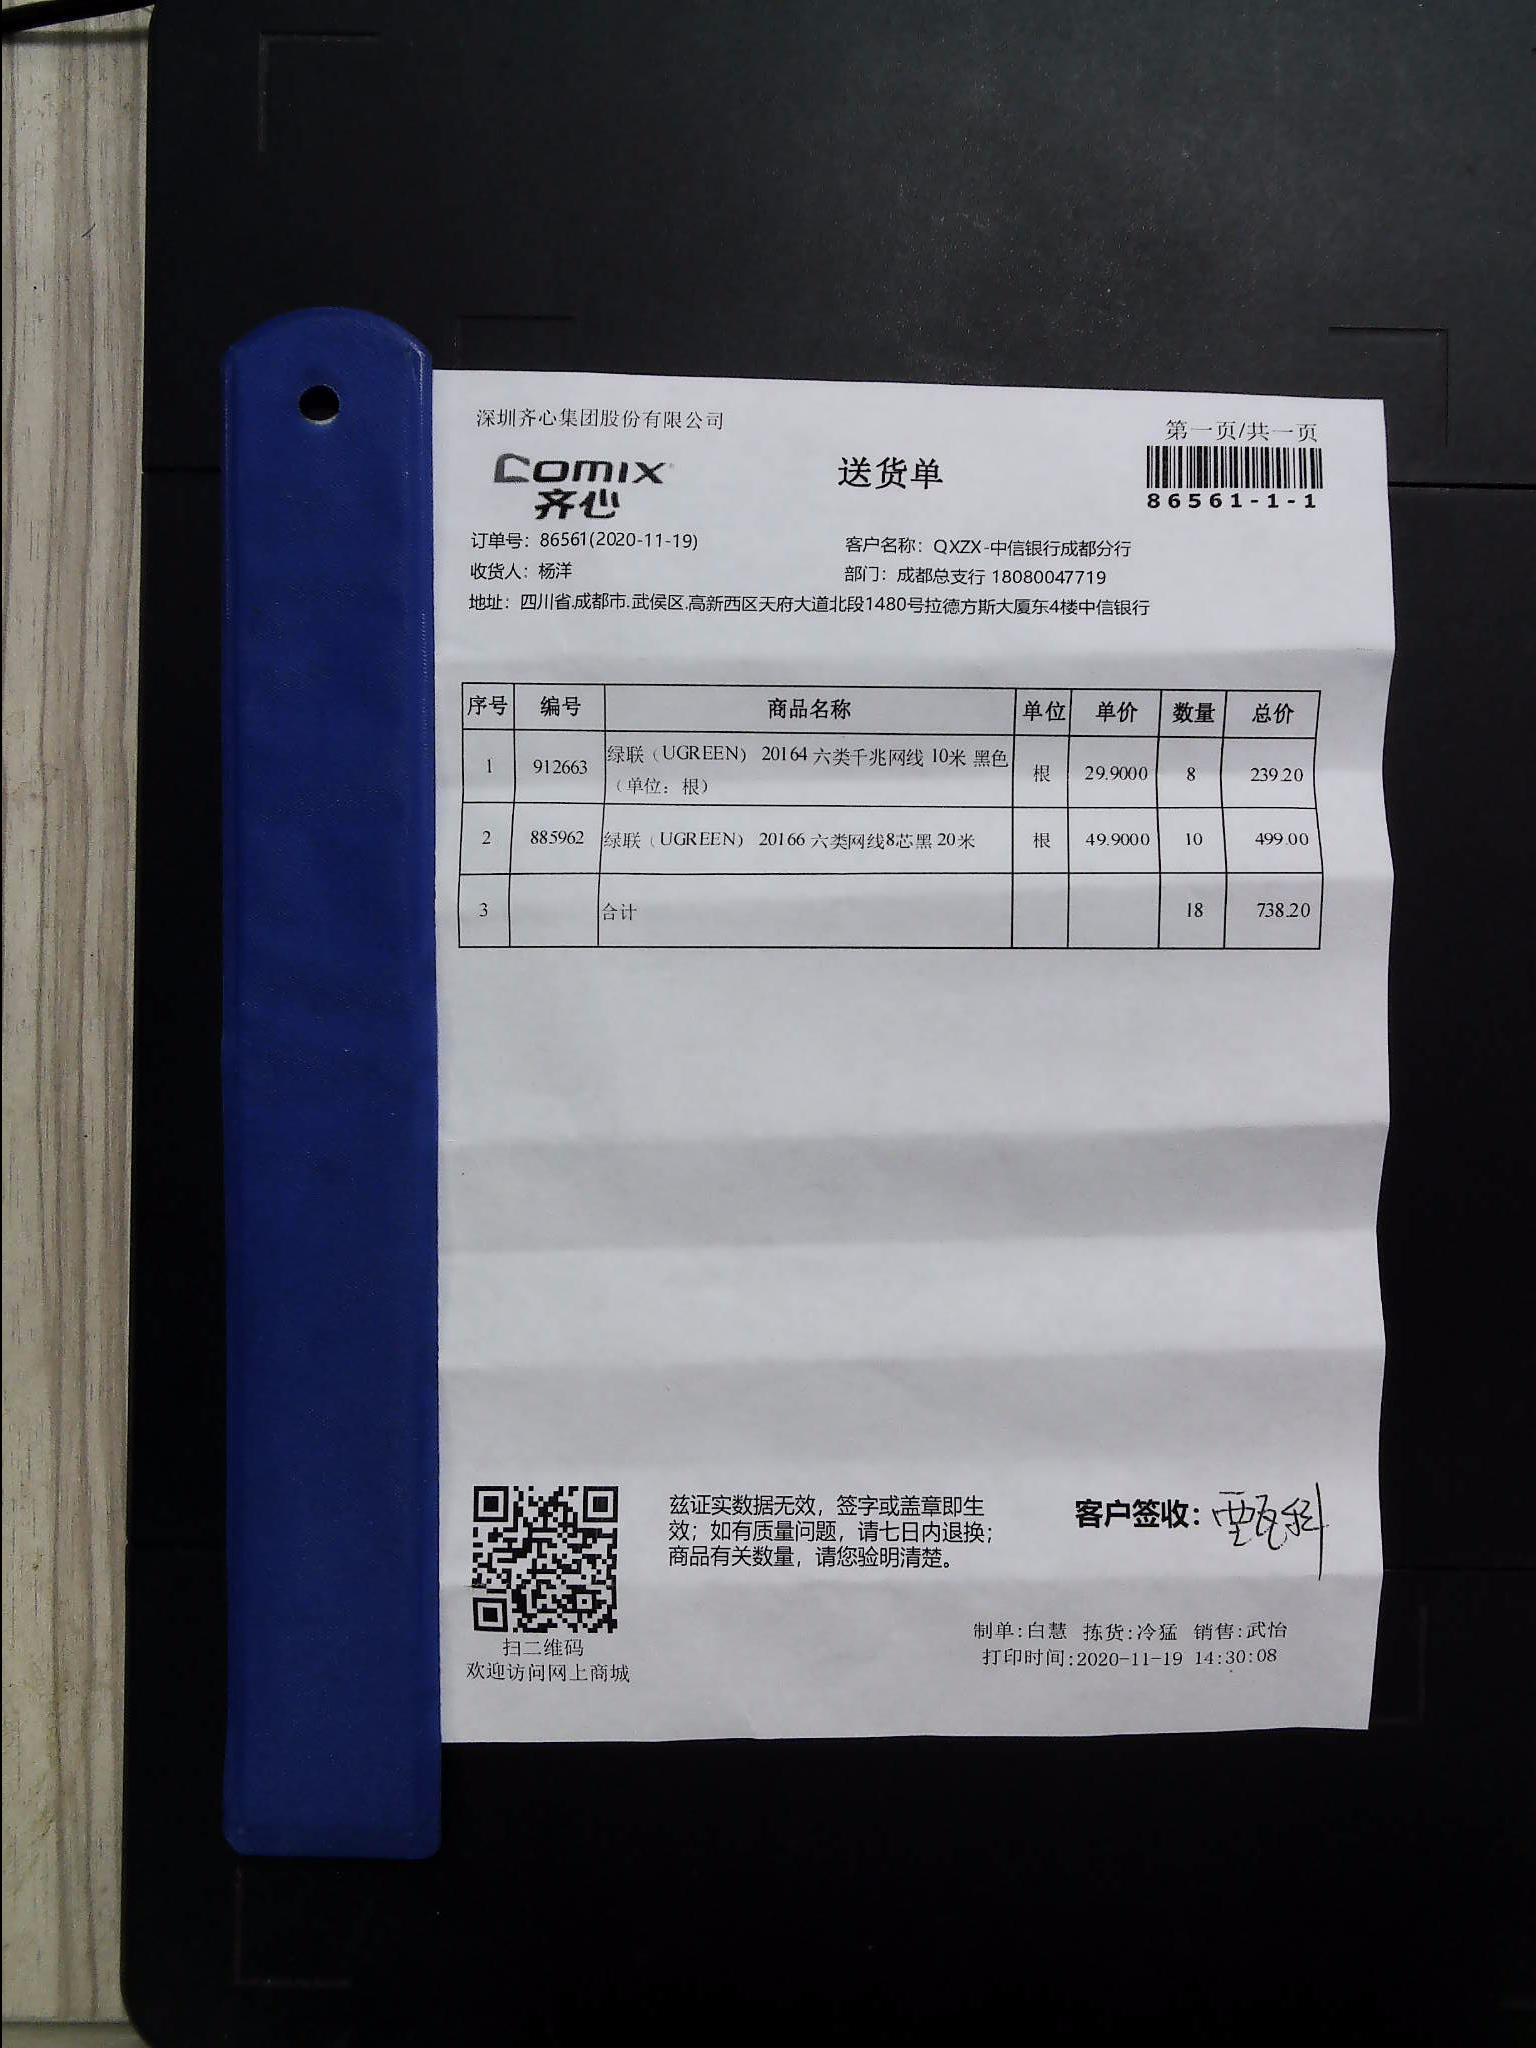 深圳齐心集团股份有限公司
第一页/共一页
COMIX
齐心
送货单
86561-1-1
订单号：86561(2020-11-19)
客户名称：QXZX-中信银行成都分行
收货人：杨洋
部门：成都总支行 18080047719
地址：四川省.成都市.武侯区.高新西区天府大道北段1480号拉德方斯大厦东4楼中信银行
序号 编号 商品名称 单位 单价 数量 总价
1 912663 绿联（UGREEN） 20164 六类千兆网线 10米 黑色 根 29.9000 8 239.20
（单位：根）
2 885962 绿联（UGREEN） 20166 六类网线8芯黑 20米 根 49.9000 10 499.00
3 合计 18 738.20
兹证实数据无效，签字或盖章即生
效；如有质量问题，请七日内退换；
商品有关数量，请您验明清楚。
客户签收：甄科
扫二维码
欢迎访问网上商城
制单:白慧 拣货:冷猛 销售:武怡
打印时间:2020-11-19 14:30:08